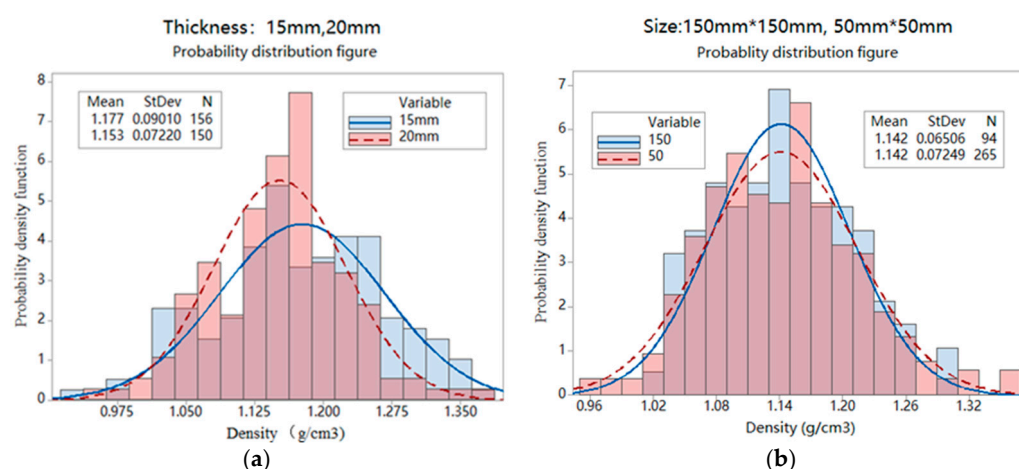 Thickness: 15mm,20mm
Probability distribution figure
Mean StDev N
1.177 0.09010 156
1.153 0.07220 150
Variable
15mm
20mm
Probability density function
8
7
6
5
4
3
2
1
0
0.975 1.050 1.125 1.200 1.275 1.350
Density (g/cm3)
(a)
Size:150mm*150mm, 50mm*50mm
Probablity distribution figure
Variable
150
50
Mean StDev N
1.142 0.06506 94
1.142 0.07249 265
Probability density function
7
6
5
4
3
2
1
0
0.96 1.02 1.08 1.14 1.20 1.26 1.32
Density (g/cm3)
(b)